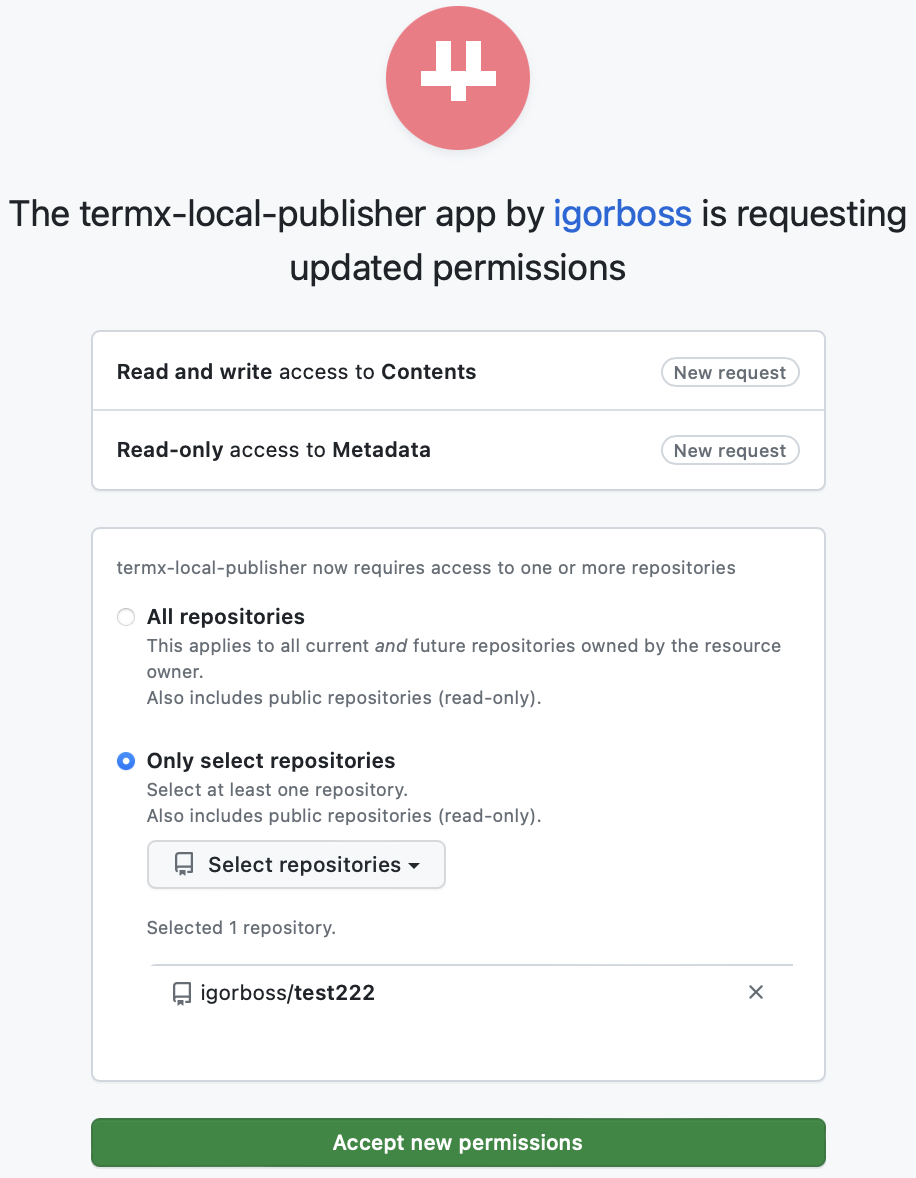 The termx-local-publisher app by igorboss is requesting
updated permissions
Read and write access to Contents
New request
Read-only access to Metadata
New request
termx-local-publisher now requires access to one or more repositories
All repositories
This applies to all current and future repositories owned by the resource
owner.
Also includes public repositories (read-only).
Only select repositories
Select at least one repository.
Also includes public repositories (read-only).
Select repositories
Selected 1 repository.
igorboss/test222
Accept new permissions